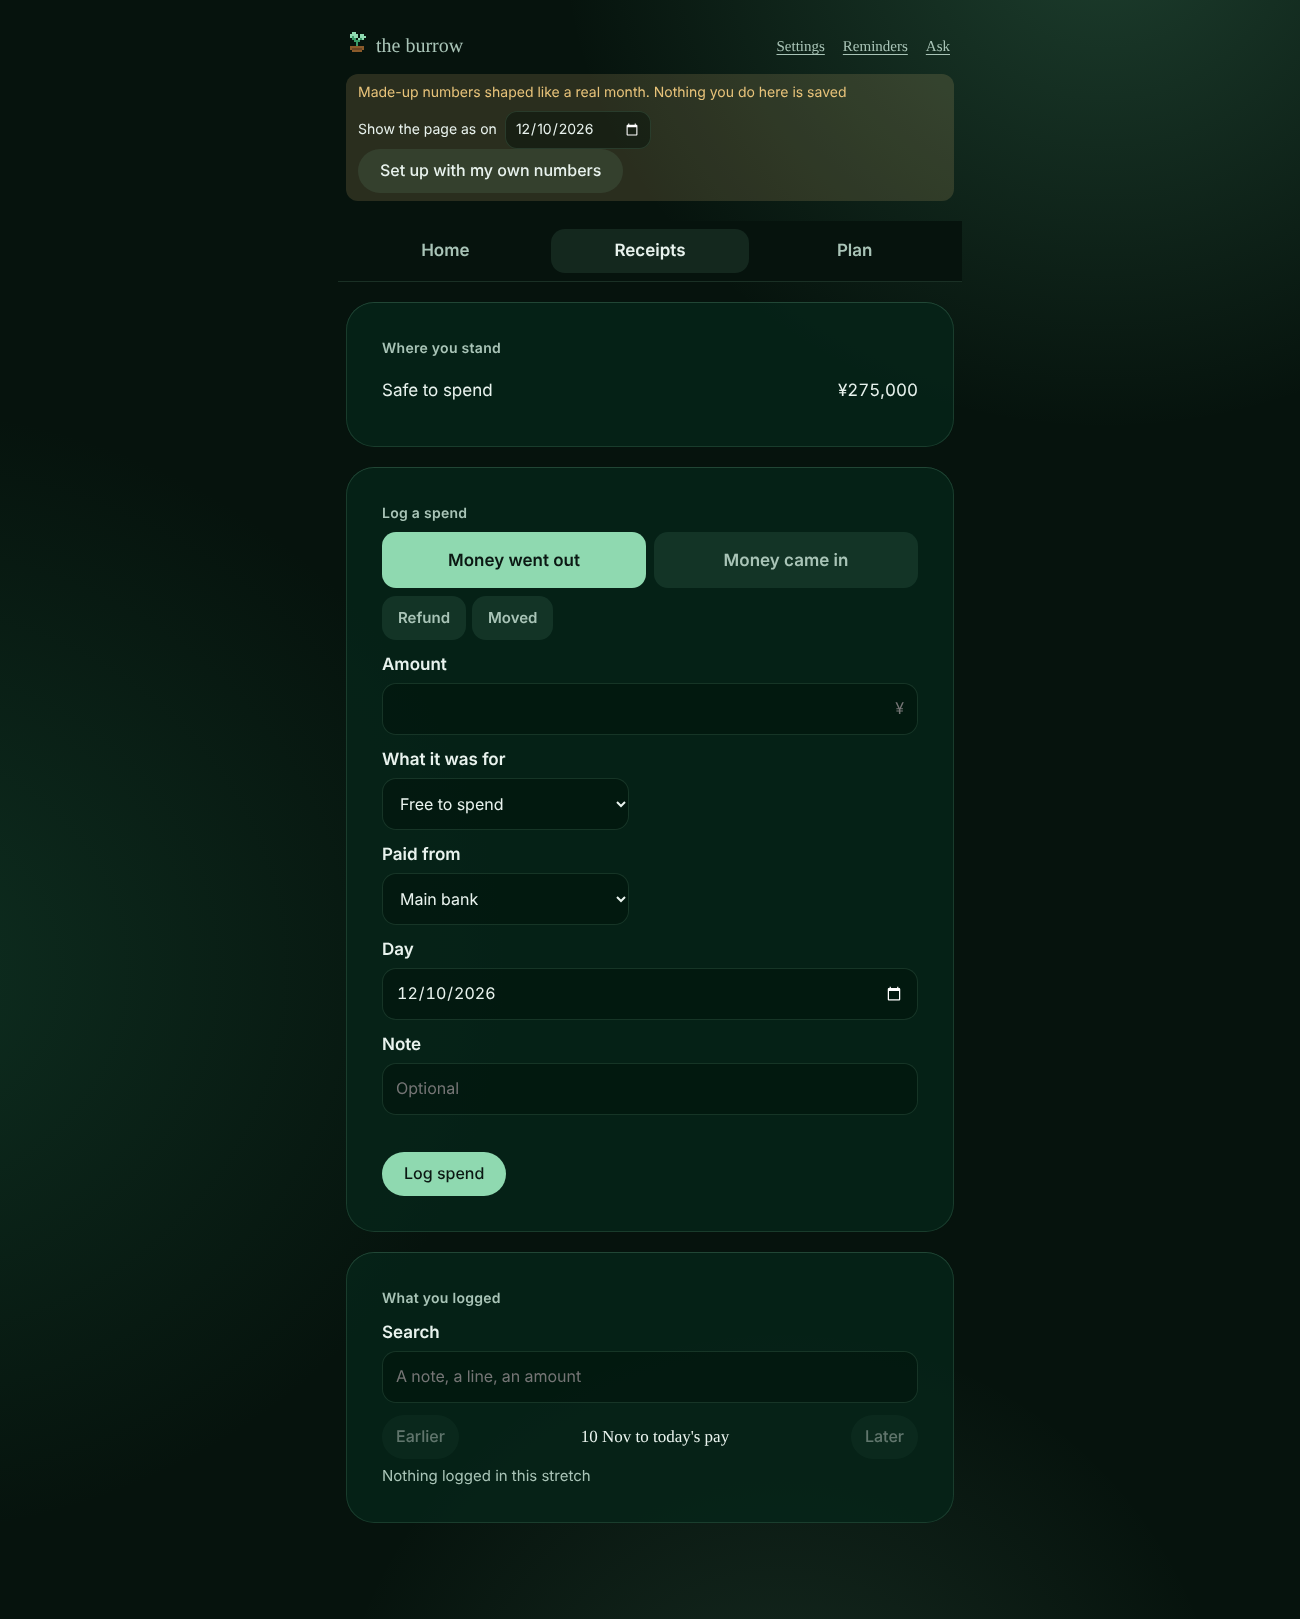 the burrow
Settings Reminders Ask
Made-up numbers shaped like a real month. Nothing you do here is saved
Show the page as on 12/10/2026
Set up with my own numbers
Home Receipts Plan
Where you stand
Safe to spend ¥275,000
Log a spend
Money went out Money came in
Refund Moved
Amount
¥
What it was for
Free to spend
Paid from
Main bank
Day
12/10/2026
Note
Optional
Log spend
What you logged
Search
A note, a line, an amount
Earlier 10 Nov to today's pay Later
Nothing logged in this stretch